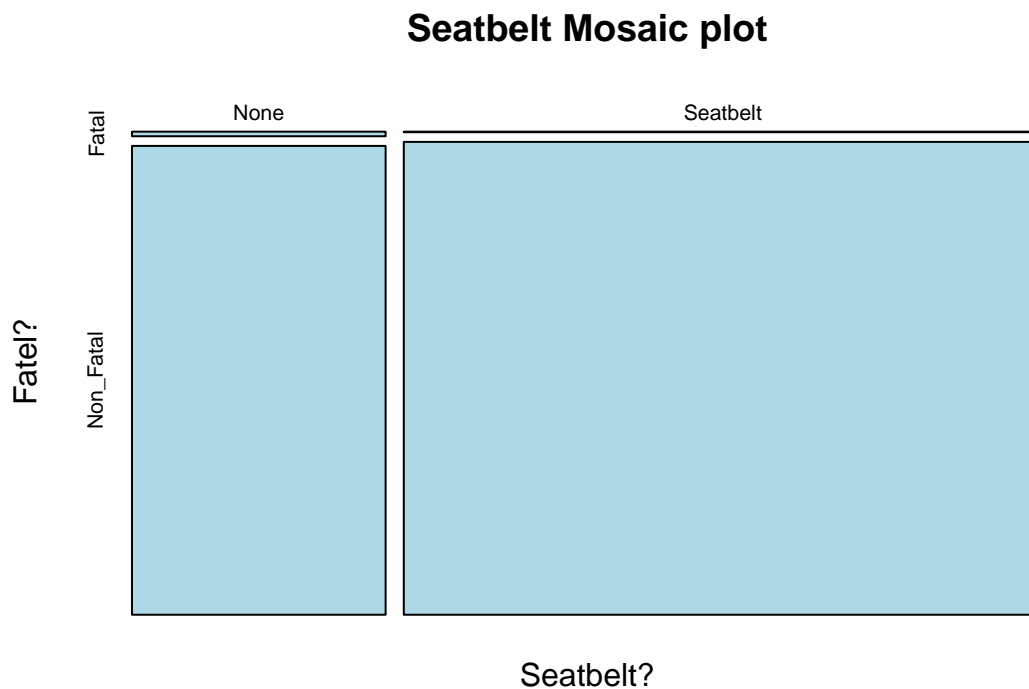 Seatbelt Mosaic plot
None
Seatbelt
Fatal
Non_Fatal
Fatel?
Seatbelt?